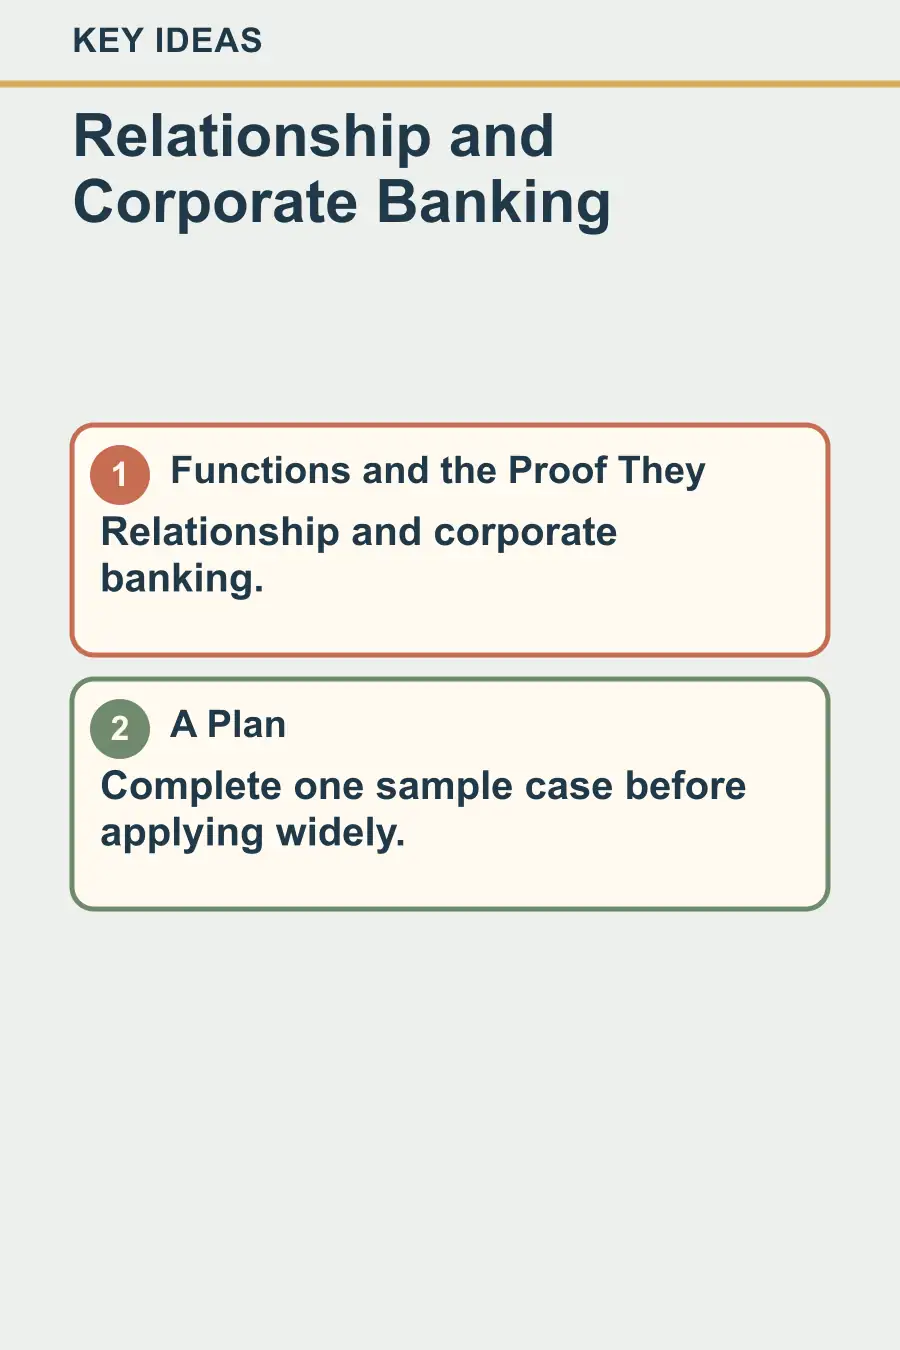 KEY IDEAS
Relationship and
Corporate Banking
1 Functions and the Proof They
Relationship and corporate
banking.
2 A Plan
Complete one sample case before
applying widely.